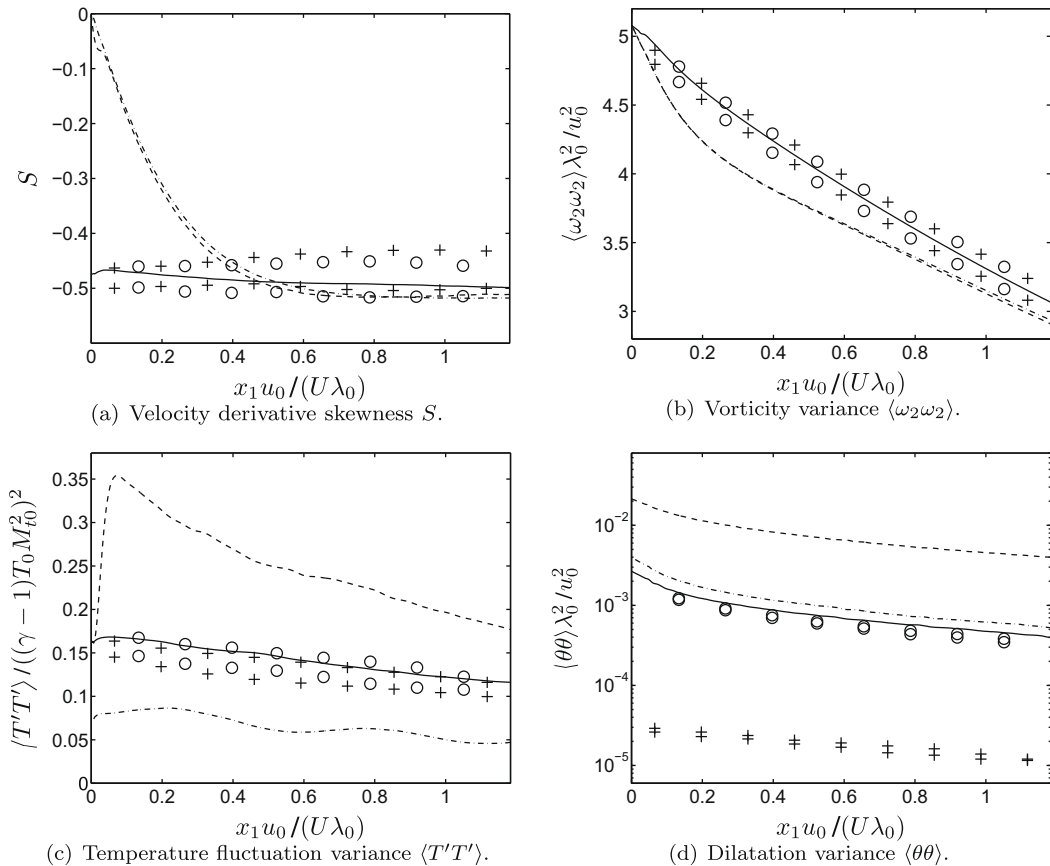 0
−0.1
−0.2
−0.3
−0.4
−0.5
S
0 0.2 0.4 0.6 0.8 1
x₁u₀/(Uλ₀)
(a) Velocity derivative skewness S.
5
4.5
4
3.5
3
⟨ω₂ω₂⟩λ₀²/u₀²
0 0.2 0.4 0.6 0.8 1
x₁u₀/(Uλ₀)
(b) Vorticity variance ⟨ω₂ω₂⟩.
0.35
0.3
0.25
0.2
0.15
0.1
0.05
0
⟨T′T′⟩/((γ−1)T₀M²ₜ₀)²
0 0.2 0.4 0.6 0.8 1
x₁u₀/(Uλ₀)
(c) Temperature fluctuation variance ⟨T′T′⟩.
10⁻²
10⁻³
10⁻⁴
10⁻⁵
⟨θθ⟩λ₀²/u₀²
0 0.2 0.4 0.6 0.8 1
x₁u₀/(Uλ₀)
(d) Dilatation variance ⟨θθ⟩.